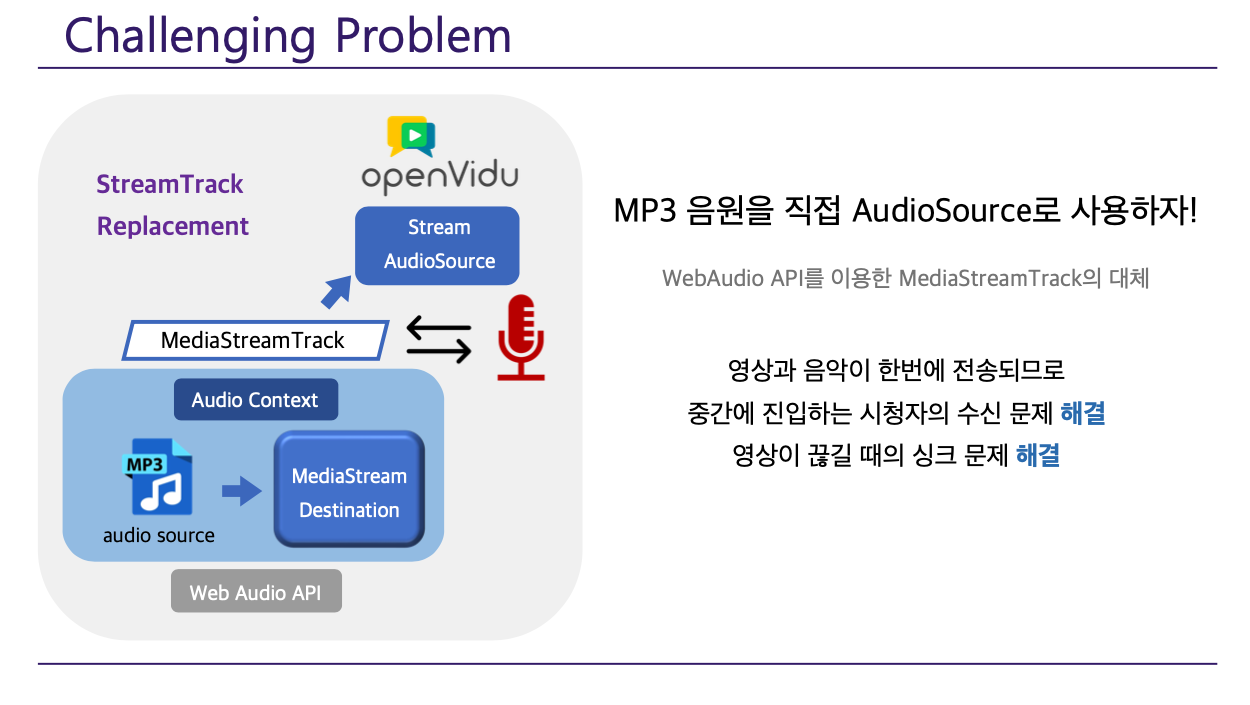 Challenging Problem
StreamTrack
Replacement
openVidu
Stream
AudioSource
MediaStreamTrack
Audio Context
MP3
audio source
MediaStream
Destination
Web Audio API
MP3 음원을 직접 AudioSource로 사용하자!
WebAudio API를 이용한 MediaStreamTrack의 대체
영상과 음악이 한번에 전송되므로
중간에 진입하는 시청자의 수신 문제 해결
영상이 끊길 때의 싱크 문제 해결